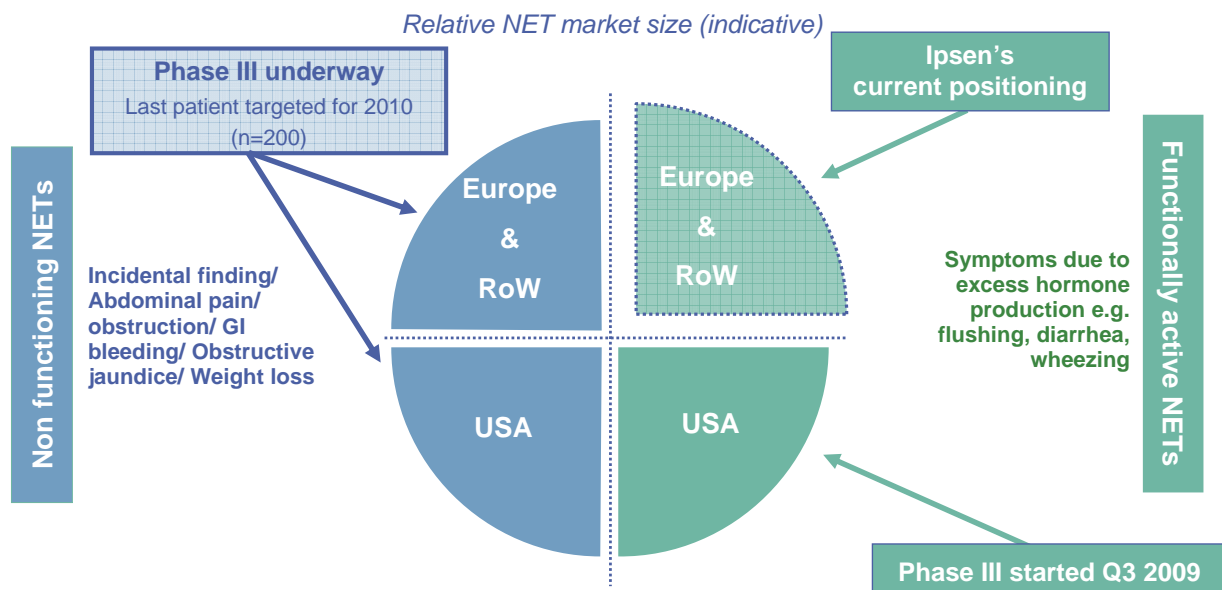 Relative NET market size (indicative)
Phase III underway
Last patient targeted for 2010
(n=200)
Ipsen’s
current positioning
Non functioning NETs
Incidental finding/
Abdominal pain/
obstruction/ GI
bleeding/ Obstructive
jaundice/ Weight loss
Europe
&
RoW
Europe
&
RoW
Symptoms due to
excess hormone
production e.g.
flushing, diarrhea,
wheezing
Functionally active NETs
USA
USA
Phase III started Q3 2009